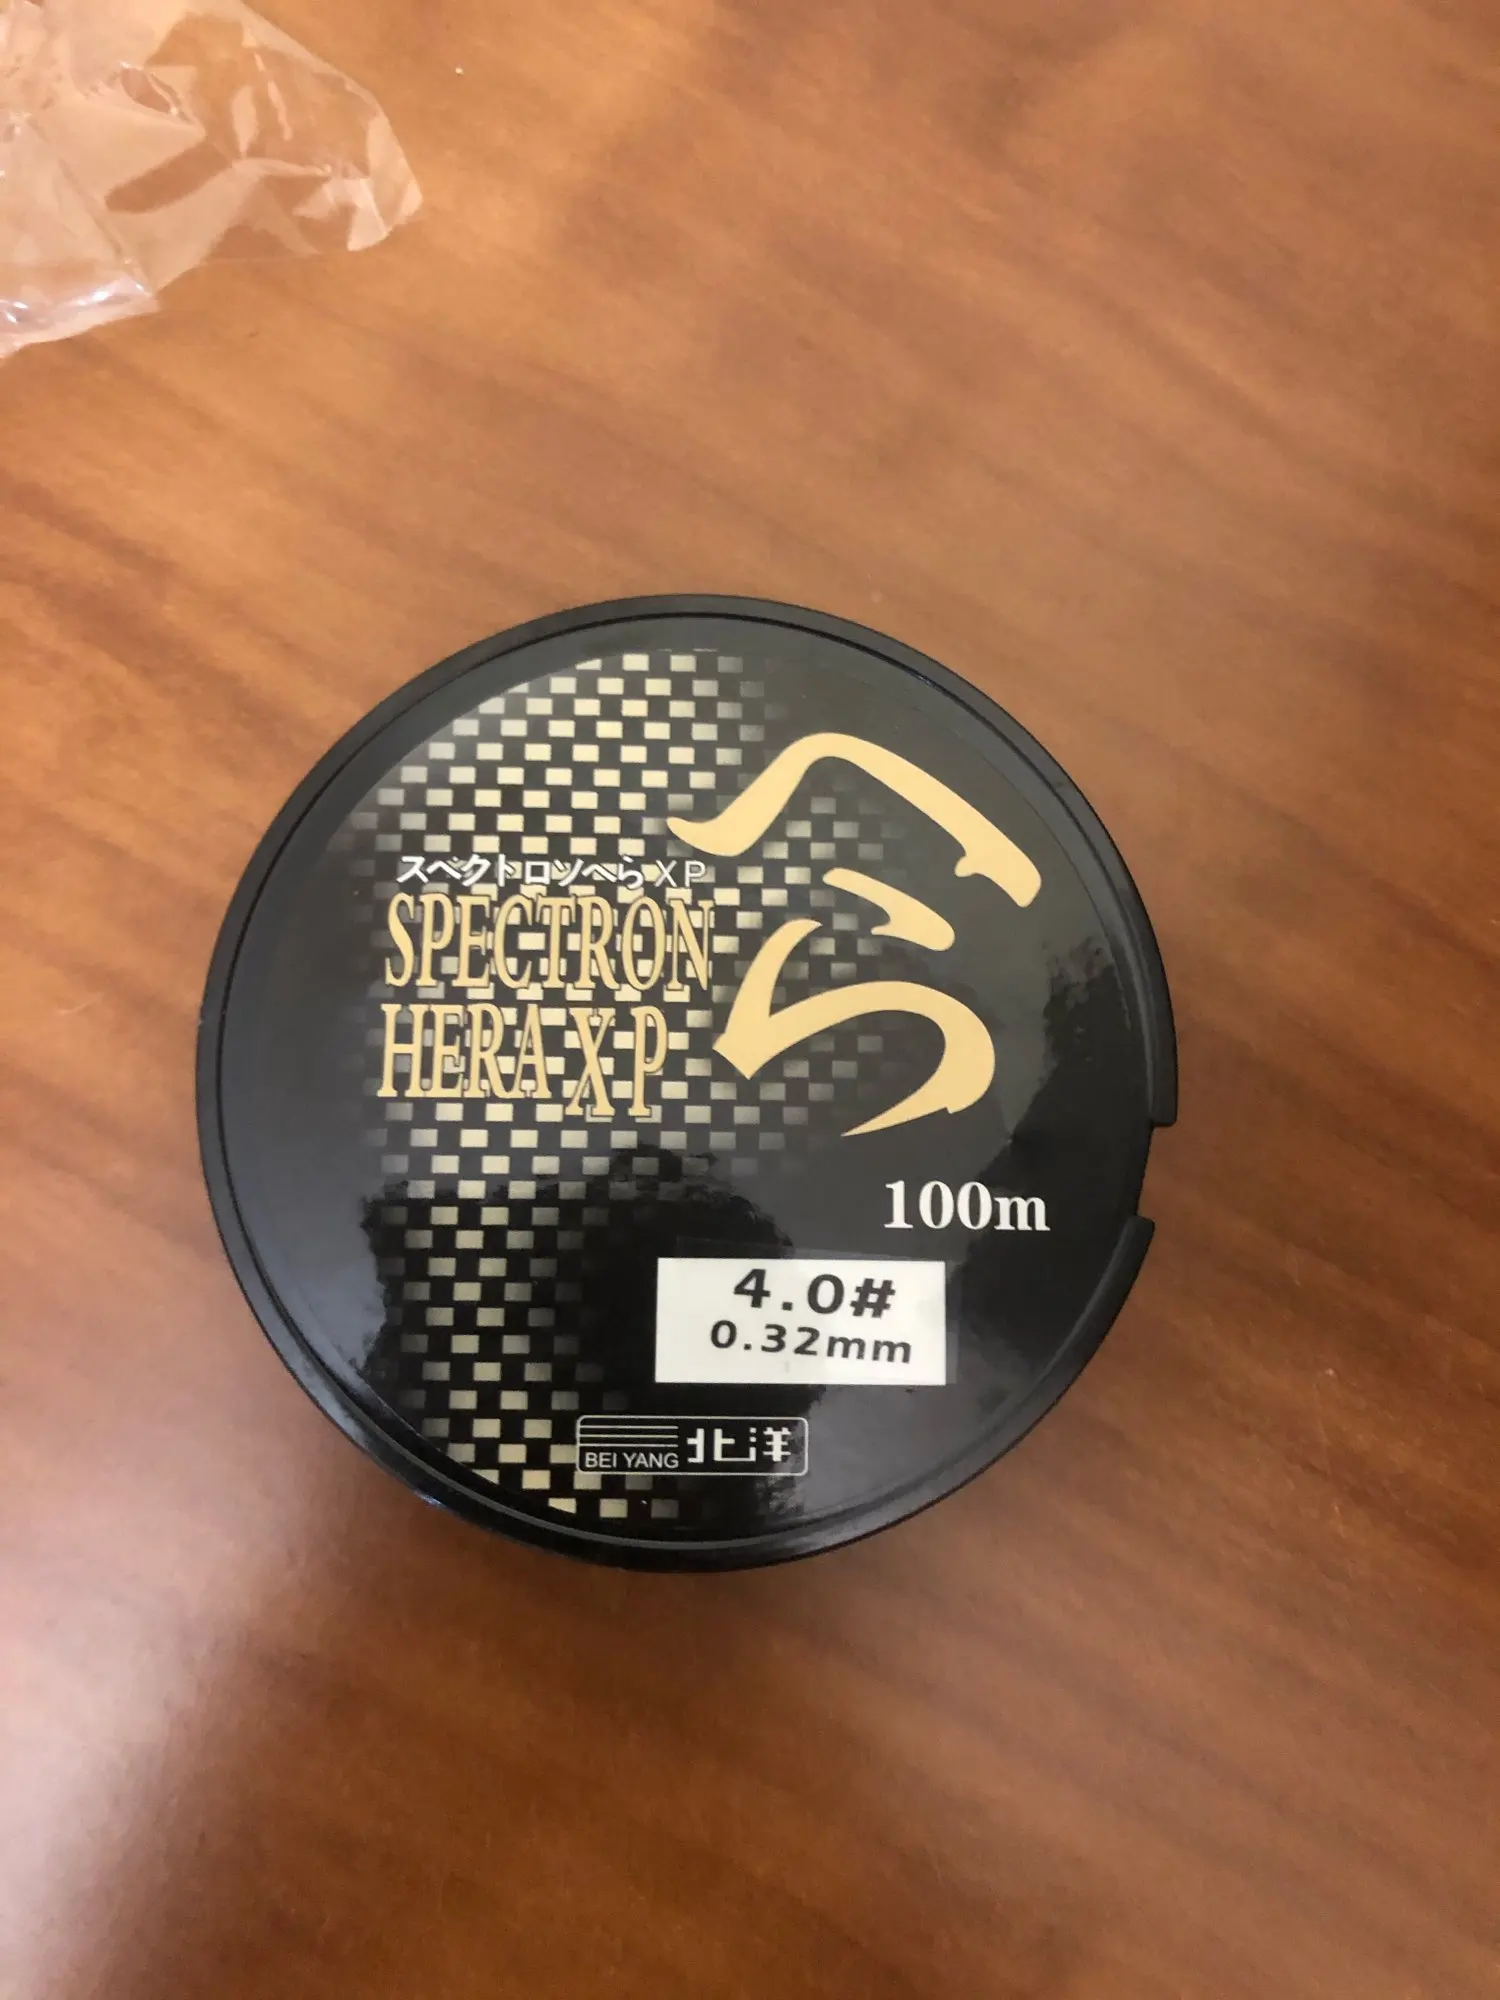 へら
スペクトロソへらXP
SPECTRON
HERA XP
100m
4.0#
0.32mm
BEI YANG 北洋